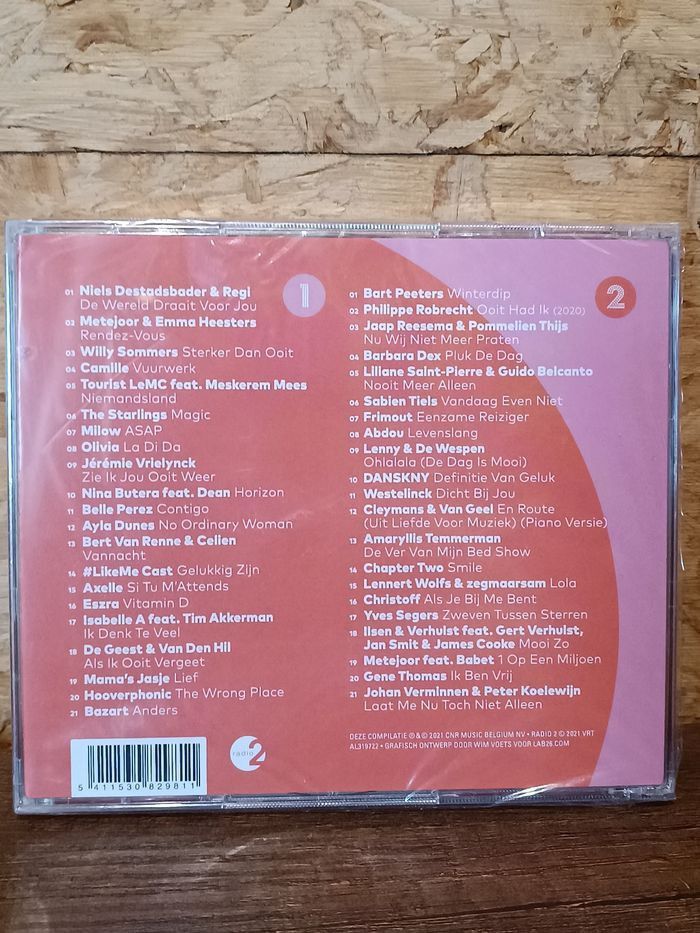 1
01 Niels Destadsbader & Regi
De Wereld Draait Voor Jou
02 Metejoor & Emma Heesters
Rendez-Vous
03 Willy Sommers Sterker Dan Ooit
04 Camille Vuurwerk
05 Tourist LeMC feat. Meskerem Mees
Niemandsland
06 The Starlings Magic
07 Milow ASAP
08 Olivia La Di Da
09 Jérémie Vrielynck
Zie Ik Jou Ooit Weer
10 Nina Butera feat. Dean Horizon
11 Belle Perez Contigo
12 Ayla Dunes No Ordinary Woman
13 Bert Van Renne & Celien
Vannacht
14 #LikeMe Cast Gelukkig Zijn
15 Axelle Si Tu M'Attends
16 Eszra Vitamin D
17 Isabelle A feat. Tim Akkerman
Ik Denk Te Veel
18 De Geest & Van Den Hil
Als Ik Ooit Vergeet
19 Mama's Jasje Lief
20 Hooverphonic The Wrong Place
21 Bazart Anders
2
01 Bart Peeters Winterdip
02 Philippe Robrecht Ooit Had Ik (2020)
03 Jaap Reesema & Pommelien Thijs
Nu Wij Niet Meer Praten
04 Barbara Dex Pluk De Dag
05 Liliane Saint-Pierre & Guido Belcanto
Nooit Meer Alleen
06 Sabien Tiels Vandaag Even Niet
07 Frimout Eenzame Reiziger
08 Abdou Levenslang
09 Lenny & De Wespen
Ohlalala (De Dag Is Mooi)
10 DANSKNY Definitie Van Geluk
11 Westelinck Dicht Bij Jou
12 Cleymans & Van Geel En Route
(Uit Liefde Voor Muziek) (Piano Versie)
13 Amaryllis Temmerman
De Ver Van Mijn Bed Show
14 Chapter Two Smile
15 Lennert Wolfs & zegmaarsam Lola
16 Christoff Als Je Bij Me Bent
17 Yves Segers Zweven Tussen Sterren
18 Ilsen & Verhulst feat. Gert Verhulst,
Jan Smit & James Cooke Mooi Zo
19 Metejoor feat. Babet 1 Op Een Miljoen
20 Gene Thomas Ik Ben Vrij
21 Johan Verminnen & Peter Koelewijn
Laat Me Nu Toch Niet Alleen
DEZE COMPILATIE ℗&© 2021 CNR MUSIC BELGIUM NV • RADIO 2 © 2021 VRT
AL319722 • GRAFISCH ONTWERP DOOR WIM VOETS VOOR LAB26.COM
radio 2
5 411530 829811